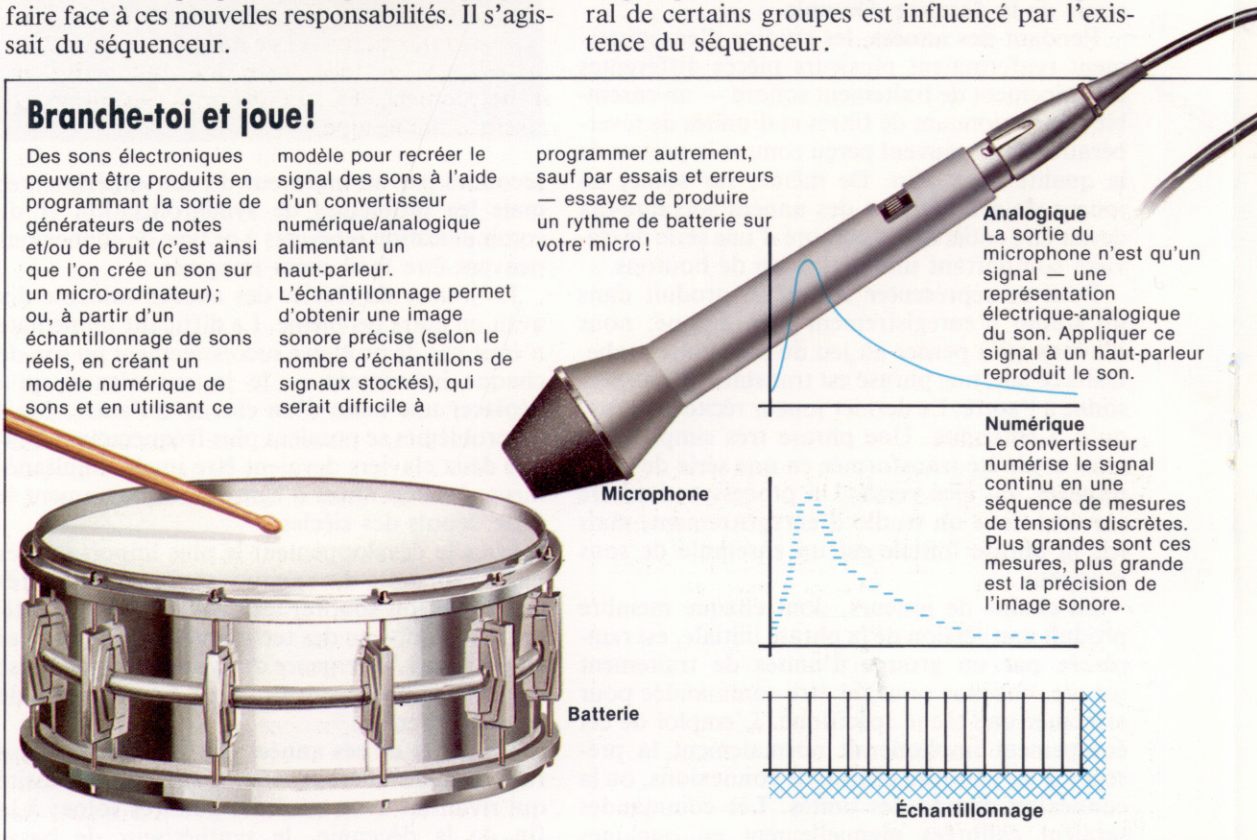 faire face à ces nouvelles responsabilités. Il s'agis-
sait du séquenceur.
ral de certains groupes est influencé par l'exis-
tence du séquenceur.
Branche-toi et joue!
Des sons électroniques
peuvent être produits en
programmant la sortie de
générateurs de notes
et/ou de bruit (c'est ainsi
que l'on crée un son sur
un micro-ordinateur);
ou, à partir d'un
échantillonnage de sons
réels, en créant un
modèle numérique de
sons et en utilisant ce
modèle pour recréer le
signal des sons à l'aide
d'un convertisseur
numérique/analogique
alimentant un
haut-parleur.
L'échantillonnage permet
d'obtenir une image
sonore précise (selon le
nombre d'échantillons de
signaux stockés), qui
serait difficile à
programmer autrement,
sauf par essais et erreurs
— essayez de produire
un rythme de batterie sur
votre micro!
Analogique
La sortie du
microphone n'est qu'un
signal — une
représentation
électrique-analogique
du son. Appliquer ce
signal à un haut-parleur
reproduit le son.
Numérique
Le convertisseur
numérise le signal
continu en une
séquence de mesures
de tensions discrètes.
Plus grandes sont ces
mesures, plus grande
est la précision de
l'image sonore.
Microphone
Batterie
Échantillonnage